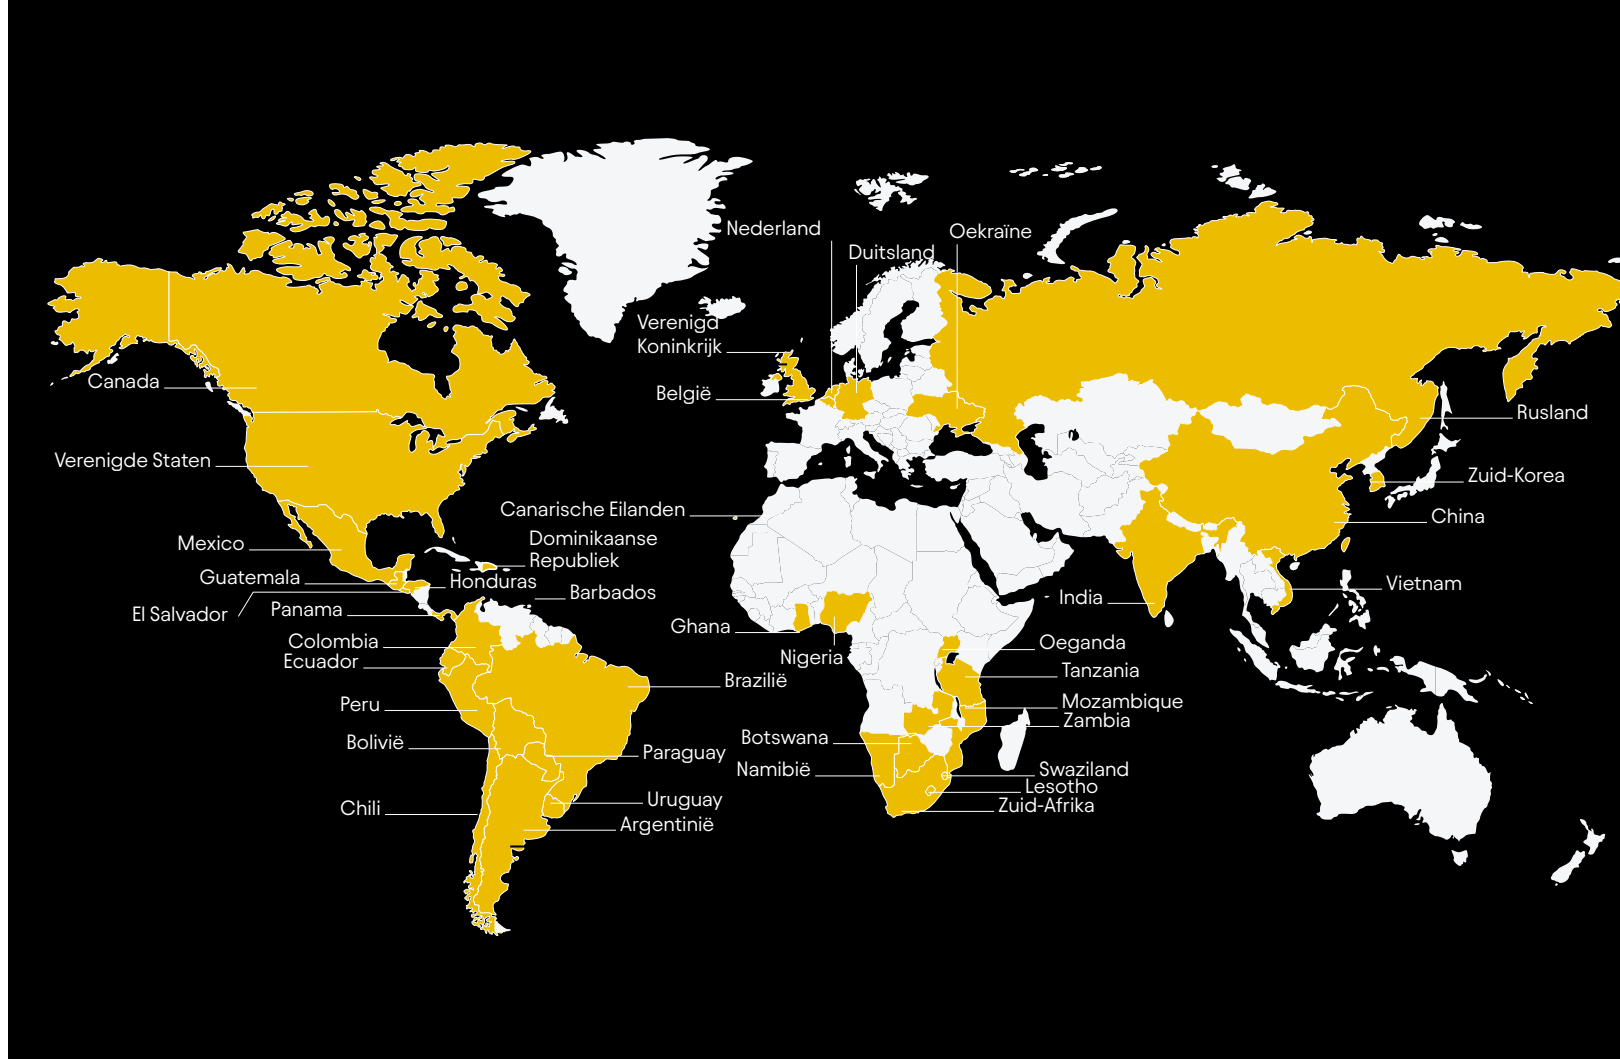 Nederland
Oekraïne
Duitsland
Verenigd
Koninkrijk
Canada
België
Rusland
Verenigde Staten
Zuid-Korea
Canarische Eilanden
China
Dominikaanse
Republiek
Mexico
Guatemala
Honduras
Vietnam
Barbados
India
El Salvador
Panama
Ghana
Colombia
Oeganda
Nigeria
Ecuador
Tanzania
Brazilië
Peru
Mozambique
Zambia
Botswana
Bolivië
Paraguay
Namibië
Swaziland
Lesotho
Uruguay
Zuid-Afrika
Chili
Argentinië